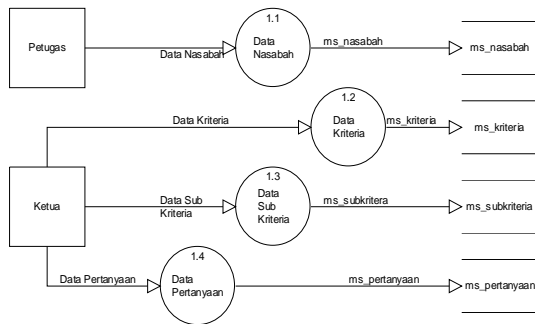 Petugas
Data Nasabah
1.1
Data
Nasabah
ms_nasabah
ms_nasabah
Data Kriteria
1.2
Data
Kriteria
ms_kriteria
ms_kriteria
Ketua
Data Sub
Kriteria
1.3
Data
Sub
Kriteria
ms_subkritera
ms_subkriteria
Data Pertanyaan
1.4
Data
Pertanyaan
ms_pertanyaan
ms_pertanyaan